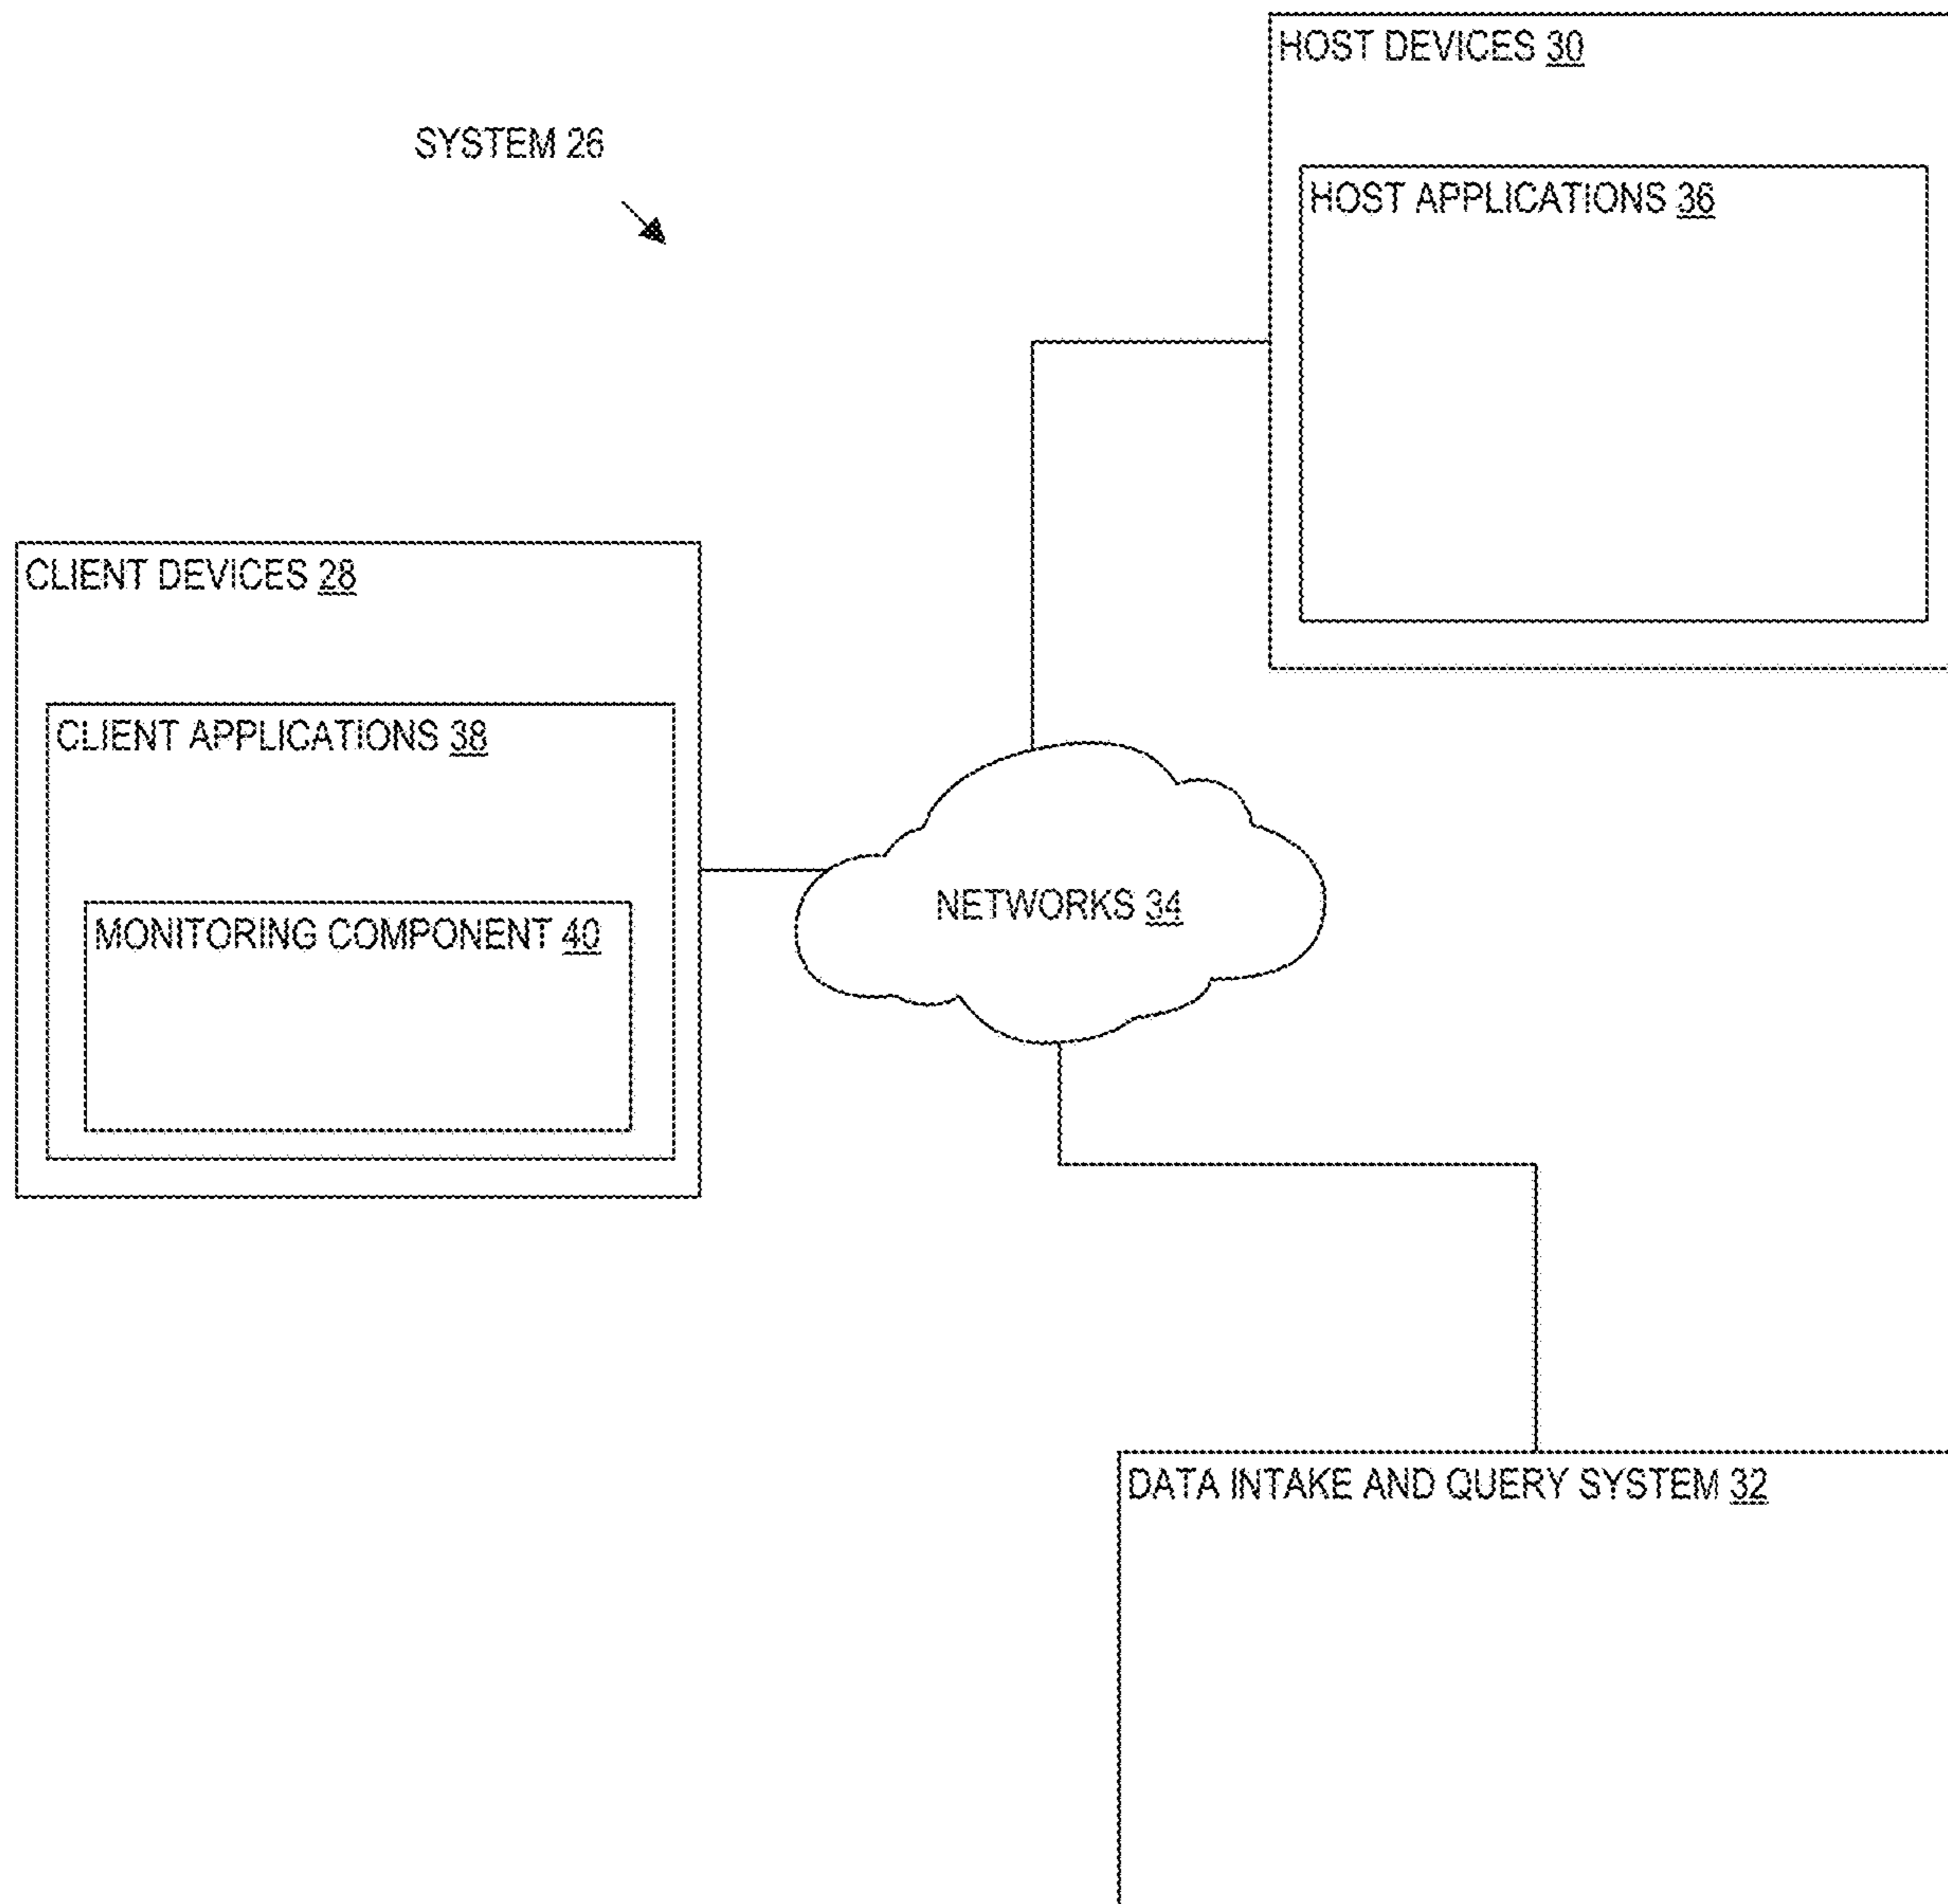 HOST DEVICES 30
SYSTEM 26
HOST APPLICATIONS 36
CLIENT DEVICES 28
CLIENT APPLICATIONS 38
NETWORKS 34
MONITORING COMPONENT 40
DATA INTAKE AND QUERY SYSTEM 32